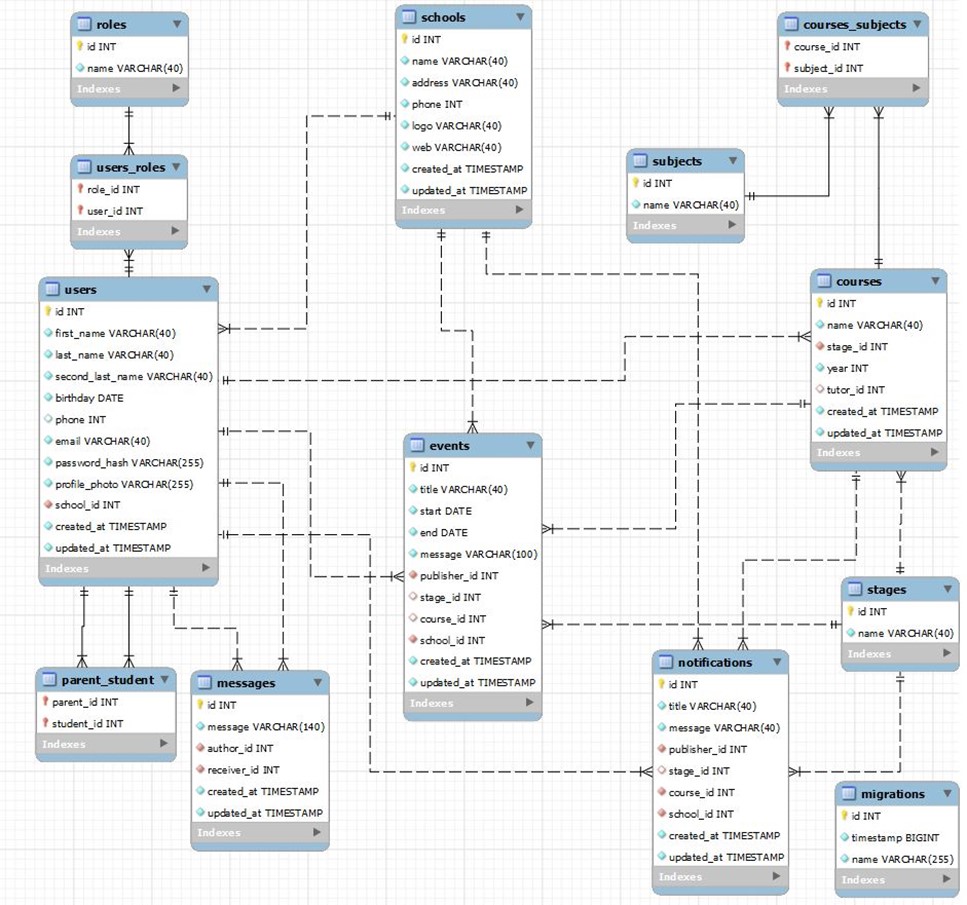 roles
id INT
name VARCHAR(40)
Indexes
users_roles
role_id INT
user_id INT
Indexes
users
id INT
first_name VARCHAR(40)
last_name VARCHAR(40)
second_last_name VARCHAR(40)
birthday DATE
phone INT
email VARCHAR(40)
password_hash VARCHAR(255)
profile_photo VARCHAR(255)
school_id INT
created_at TIMESTAMP
updated_at TIMESTAMP
Indexes
parent_student
parent_id INT
student_id INT
Indexes
messages
id INT
message VARCHAR(140)
author_id INT
receiver_id INT
created_at TIMESTAMP
updated_at TIMESTAMP
Indexes
schools
id INT
name VARCHAR(40)
address VARCHAR(40)
phone INT
logo VARCHAR(40)
web VARCHAR(40)
created_at TIMESTAMP
updated_at TIMESTAMP
Indexes
events
id INT
title VARCHAR(40)
start DATE
end DATE
message VARCHAR(100)
publisher_id INT
stage_id INT
course_id INT
school_id INT
created_at TIMESTAMP
updated_at TIMESTAMP
Indexes
courses_subjects
course_id INT
subject_id INT
Indexes
subjects
id INT
name VARCHAR(40)
Indexes
courses
id INT
name VARCHAR(40)
stage_id INT
year INT
tutor_id INT
created_at TIMESTAMP
updated_at TIMESTAMP
Indexes
stages
id INT
name VARCHAR(40)
Indexes
notifications
id INT
title VARCHAR(40)
message VARCHAR(40)
publisher_id INT
stage_id INT
course_id INT
school_id INT
created_at TIMESTAMP
updated_at TIMESTAMP
Indexes
migrations
id INT
timestamp BIGINT
name VARCHAR(255)
Indexes